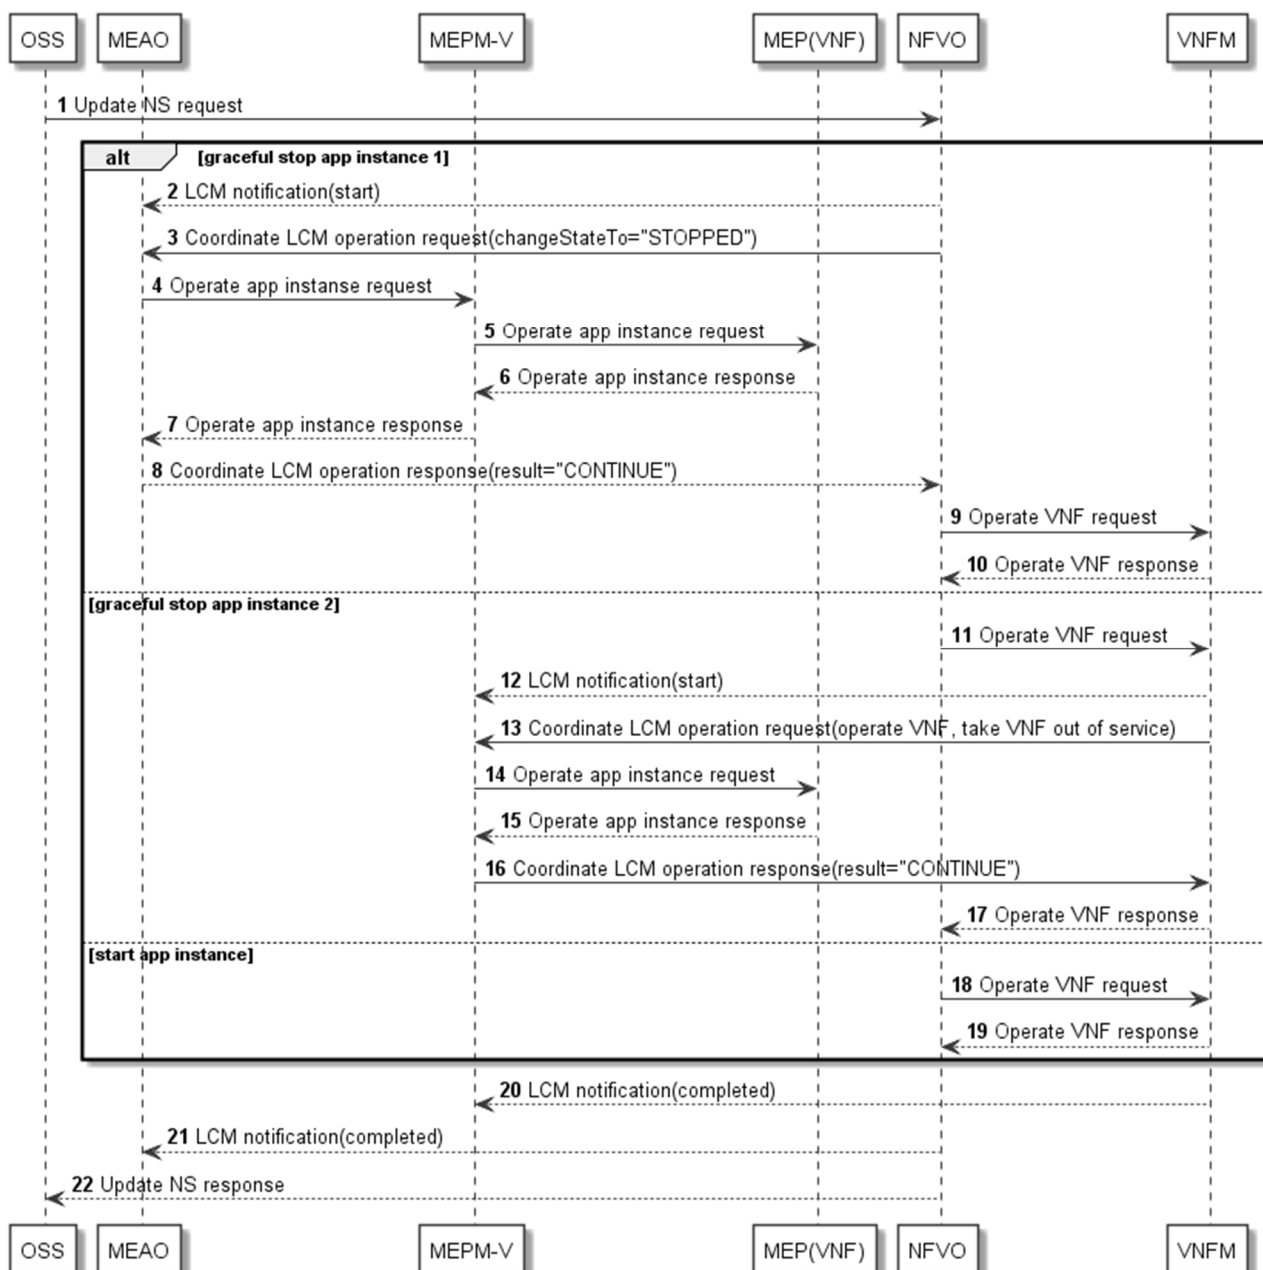 OSS MEAO MEPM-V MEP(VNF) NFVO VNFM
1 Update NS request
alt [graceful stop app instance 1]
2 LCM notification(start)
3 Coordinate LCM operation request(changeStateTo="STOPPED")
4 Operate app instanse request
5 Operate app instance request
6 Operate app instance response
7 Operate app instance response
8 Coordinate LCM operation response(result="CONTINUE")
9 Operate VNF request
10 Operate VNF response
[graceful stop app instance 2]
11 Operate VNF request
12 LCM notification(start)
13 Coordinate LCM operation request(operate VNF, take VNF out of service)
14 Operate app instance request
15 Operate app instance response
16 Coordinate LCM operation response(result="CONTINUE")
17 Operate VNF response
[start app instance]
18 Operate VNF request
19 Operate VNF response
20 LCM notification(completed)
21 LCM notification(completed)
22 Update NS response
OSS MEAO MEPM-V MEP(VNF) NFVO VNFM